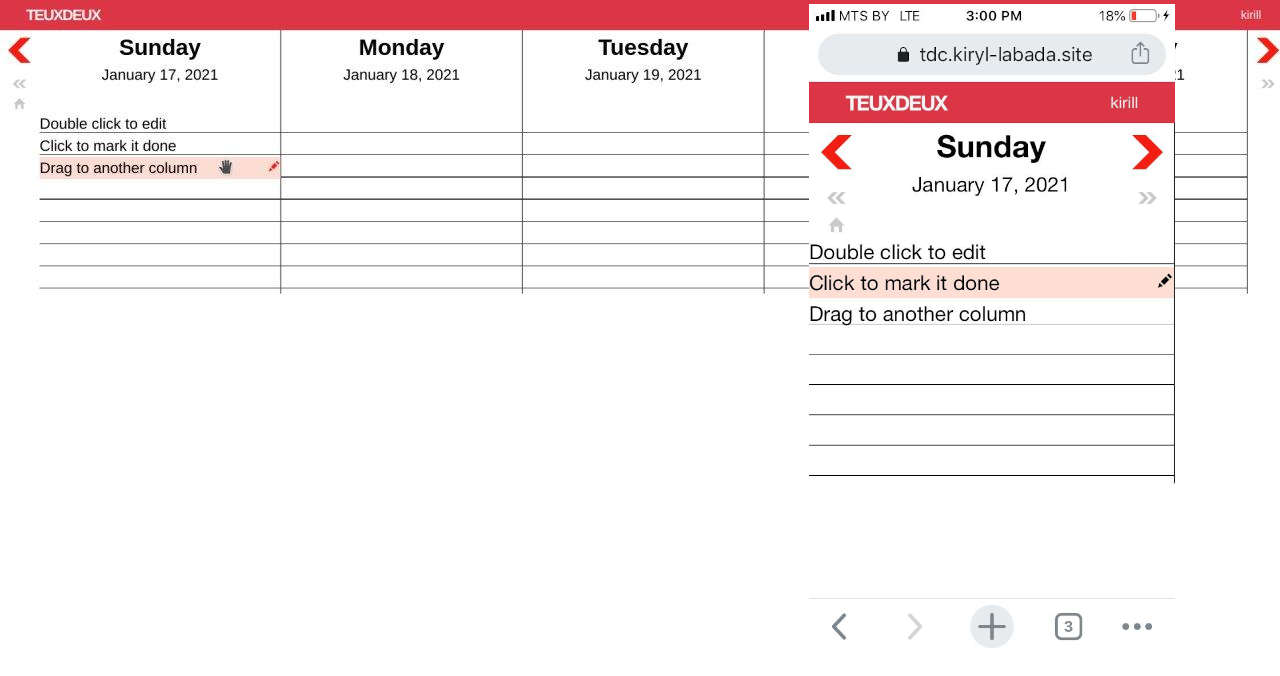 TEUXDEUX
kirill
Sunday
January 17, 2021
Double click to edit
Click to mark it done
Drag to another column
Monday
January 18, 2021
Tuesday
January 19, 2021
MTS BY LTE
3:00 PM
18%
tdc.kiryl-labada.site
TEUXDEUX
kirill
Sunday
January 17, 2021
Double click to edit
Click to mark it done
Drag to another column
3